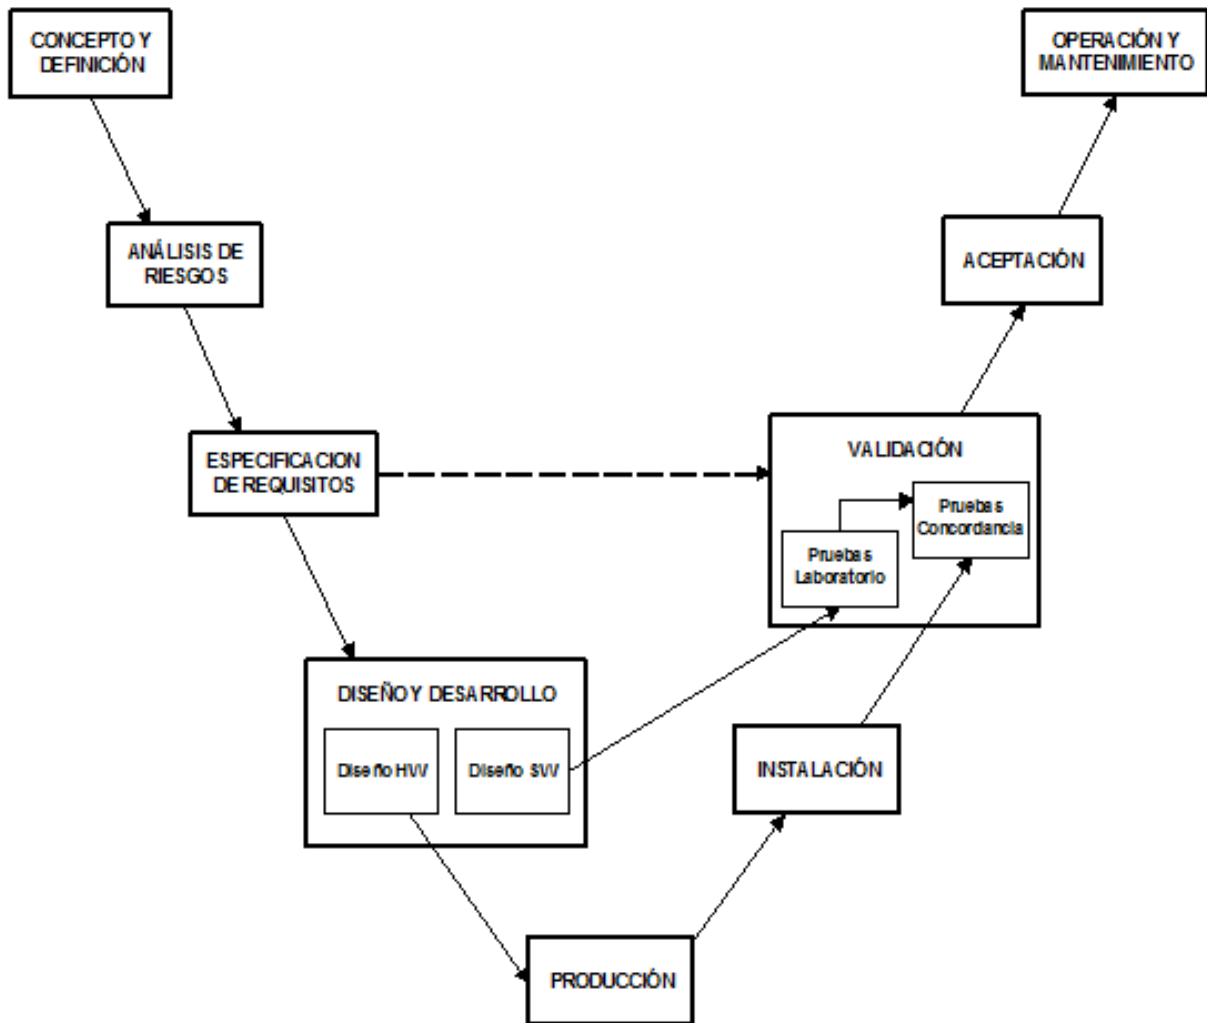 CONCEPTO Y
DEFINICIÓN
OPERACIÓN Y
MANTENIMIENTO
ANÁLISIS DE
RIESGOS
ACEPTACIÓN
ESPECIFICACION
DE REQUISITOS
VALIDACIÓN
Pruebas
Concordancia
Pruebas
Laboratorio
DISEÑO Y DESARROLLO
Diseño HW
Diseño SW
INSTALACIÓN
PRODUCCIÓN